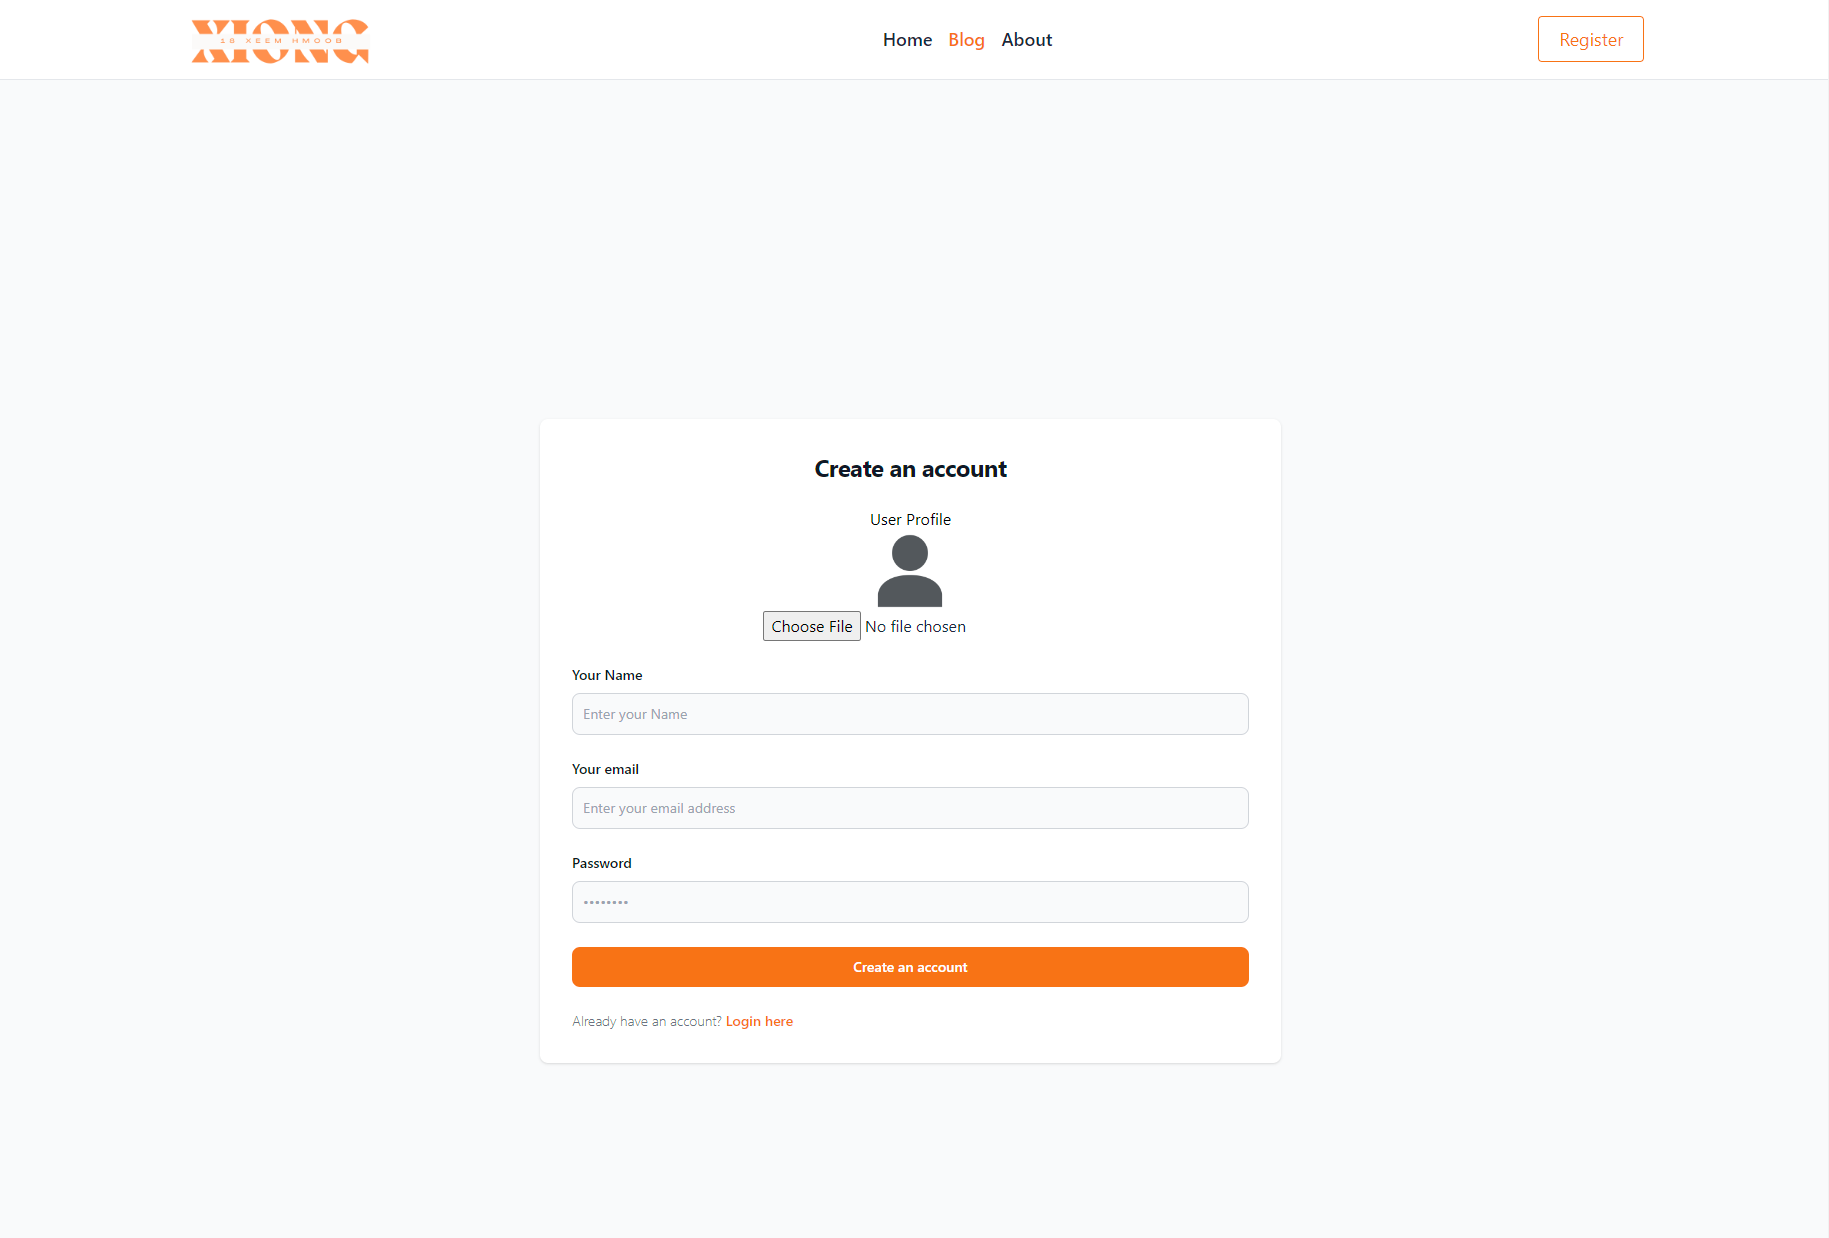 XIONG
18 XEEM HMOOB
Home Blog About
Register
Create an account
User Profile
Choose File No file chosen
Your Name
Enter your Name
Your email
Enter your email address
Password
••••••••
Create an account
Already have an account? Login here